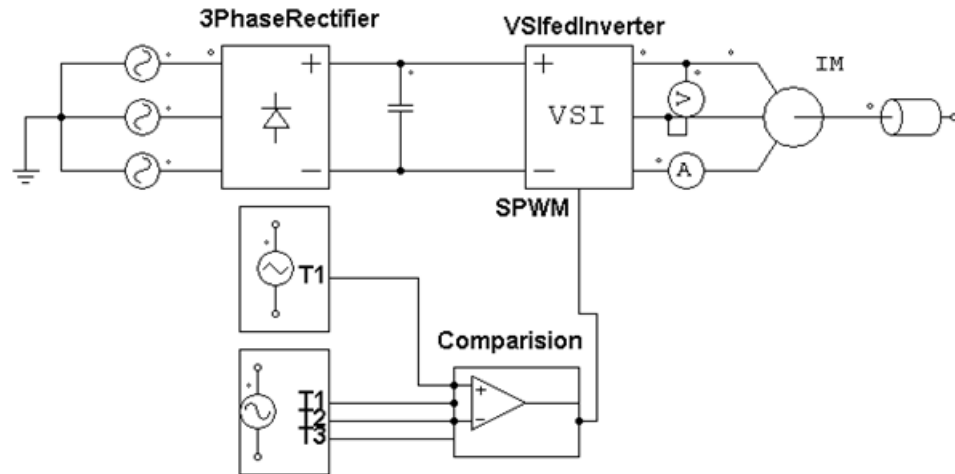 3PhaseRectifier
VSIfedInverter
IM
+
+
VSI
V
−
−
A
SPWM
T1
Comparision
+
T1
T2
−
T3